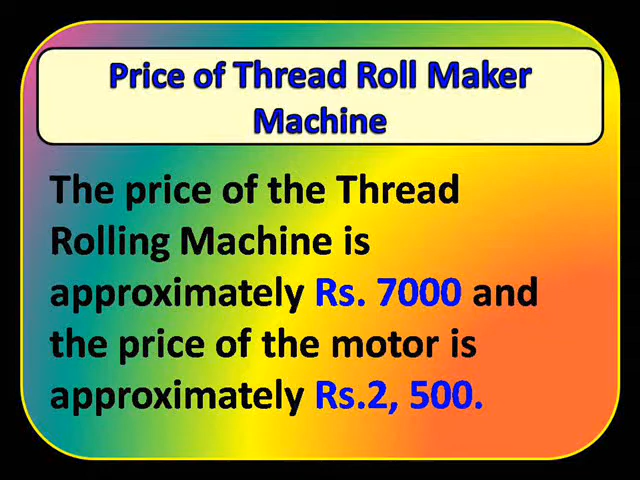 Price of Thread Roll Maker
Machine
The price of the Thread
Rolling Machine is
approximately Rs. 7000 and
the price of the motor is
approximately Rs.2, 500.